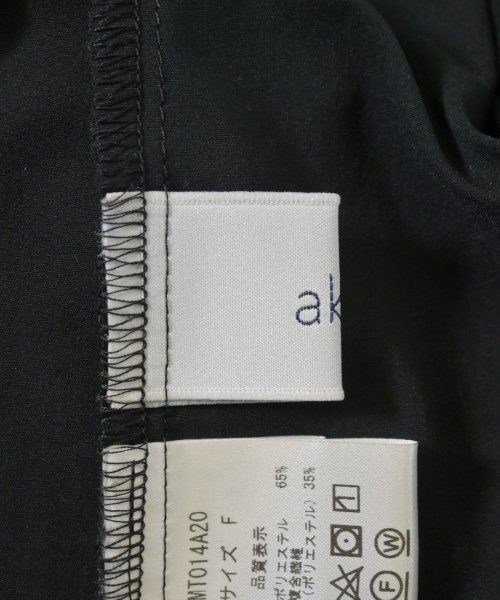 a
MT014A20
サイズ F
品質表示
ポリエステル 65%
複合繊維
(ポリエステル) 35%
F W